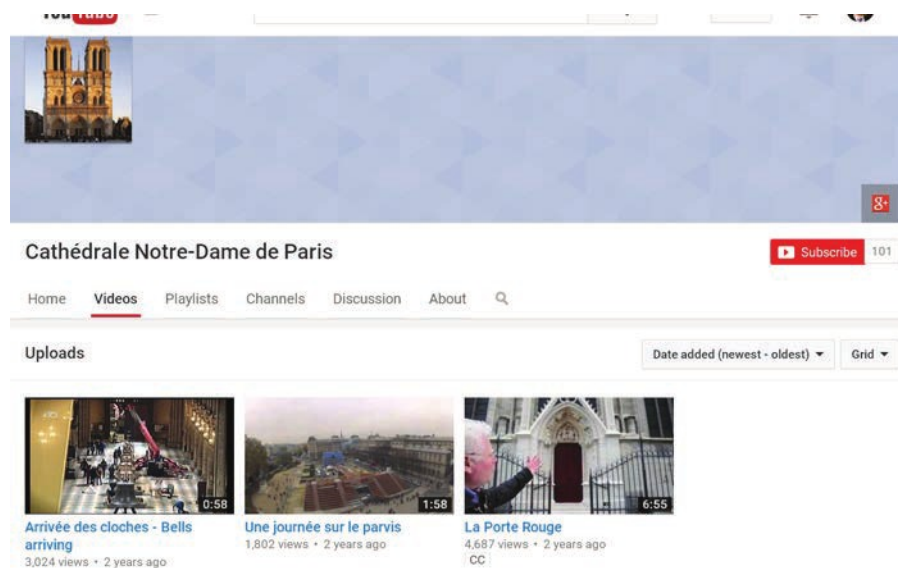 YouTube
8+
Cathédrale Notre-Dame de Paris
Subscribe 101
Home Videos Playlists Channels Discussion About
Uploads
Date added (newest - oldest) Grid
0:58 1:58 6:55
Arrivée des cloches - Bells arriving
3,024 views • 2 years ago
Une journée sur le parvis
1,802 views • 2 years ago
La Porte Rouge
4,687 views • 2 years ago
CC